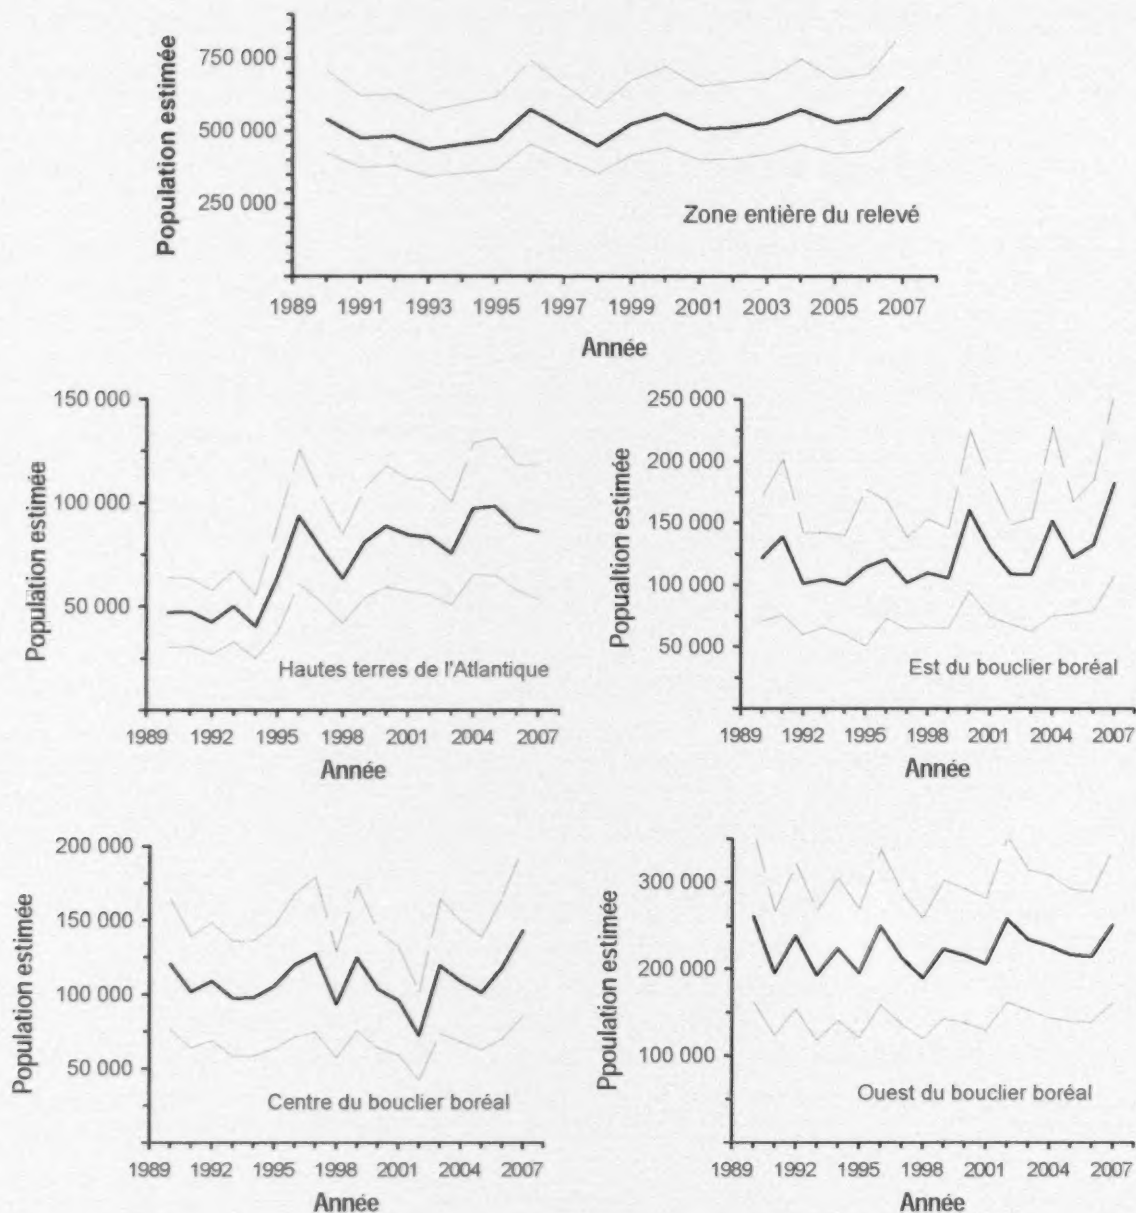 Population estimée
750 000
500 000
250 000
Zone entière du relevé
1989 1991 1993 1995 1997 1999 2001 2003 2005 2007
Année
Population estimée
150 000
100 000
50 000
Hautes terres de l'Atlantique
1989 1992 1995 1998 2001 2004 2007
Année
Popualtion estimée
250 000
200 000
150 000
100 000
50 000
Est du bouclier boréal
1989 1992 1995 1998 2001 2004 2007
Année
Population estimée
200 000
150 000
100 000
50 000
Centre du bouclier boréal
1989 1992 1995 1998 2001 2004 2007
Année
Ppoulation estimée
300 000
200 000
100 000
Ouest du bouclier boréal
1989 1992 1995 1998 2001 2004 2007
Année